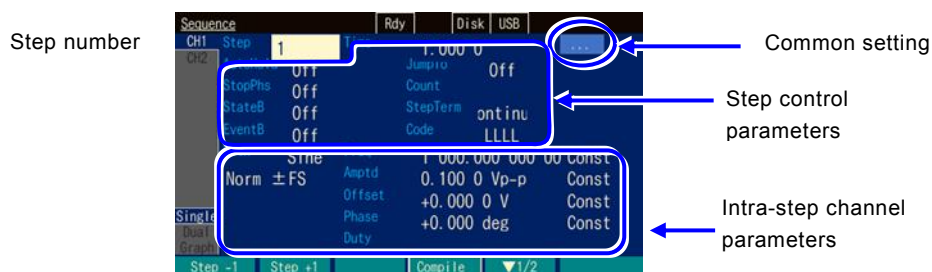 Sequence Rdy Disk USB
Step number
CH1 Step 1 1.000 0 ...
Common setting
CH2 JumpTo Off
Off
StopPhs Off Count
StateB Off StepTerm ontinu
EventB Off Code LLLL
Step control
parameters
1 000.000 000 00 Const
Norm ±FS Amptd 0.100 0 Vp-p Const
Offset +0.000 0 V Const
Single Phase +0.000 deg Const
Dual Duty
Graph
Intra-step channel
parameters
Step -1 Step +1 Compile ▼1/2